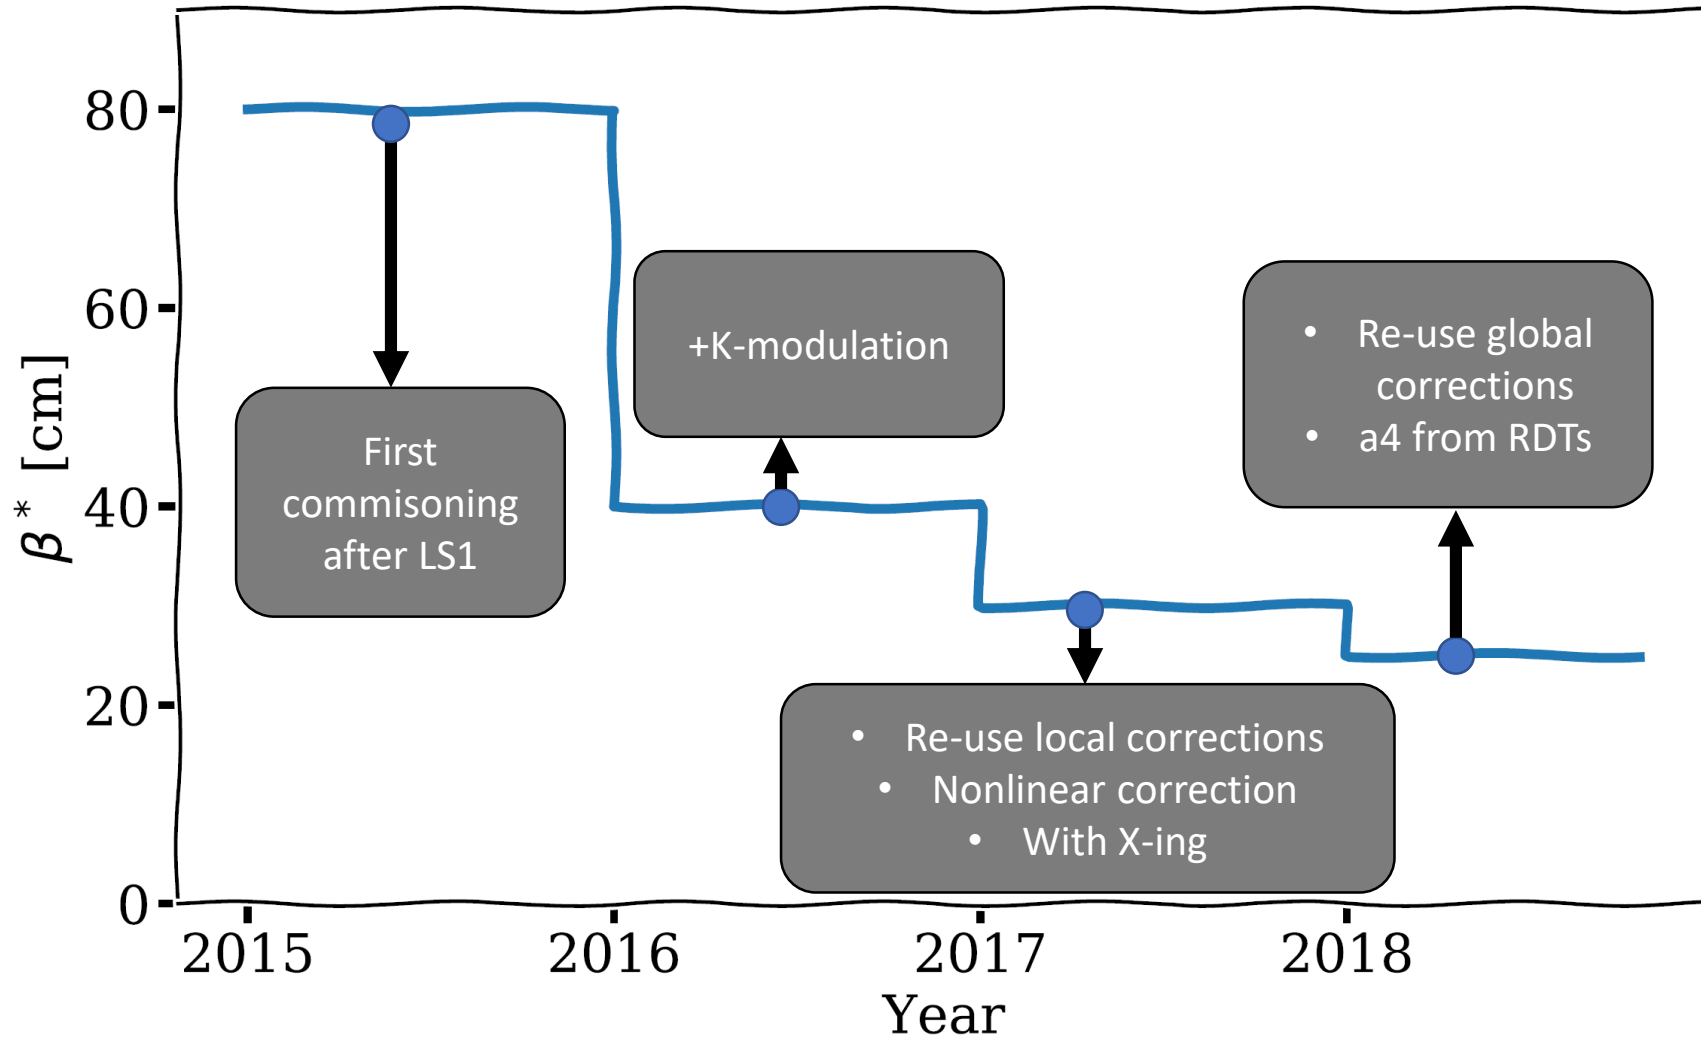 80
60
40
20
0
β* [cm]
2015
2016
2017
2018
Year
First
commisoning
after LS1
+K-modulation
• Re-use local corrections
• Nonlinear correction
• With X-ing
• Re-use global
corrections
• a4 from RDTs